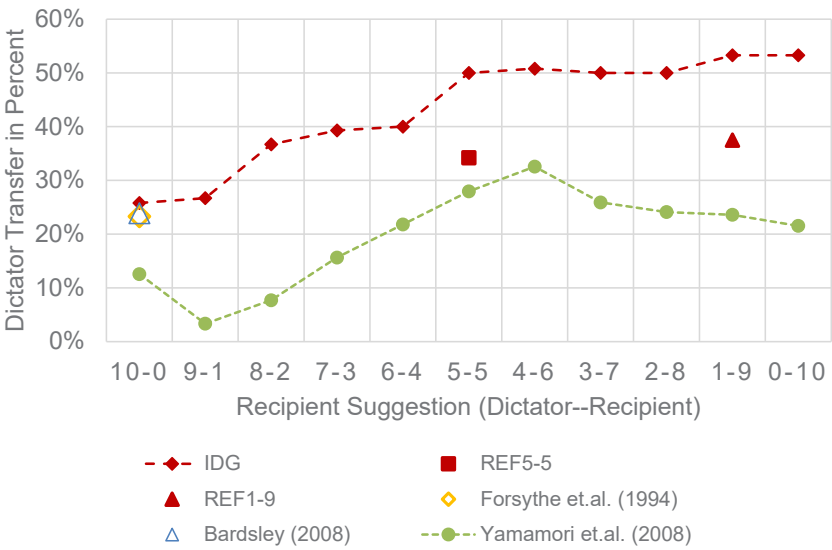 Dictator Transfer in Percent
60%
50%
40%
30%
20%
10%
0%
10-0 9-1 8-2 7-3 6-4 5-5 4-6 3-7 2-8 1-9 0-10
Recipient Suggestion (Dictator--Recipient)
IDG REF5-5
REF1-9 Forsythe et.al. (1994)
Bardsley (2008) Yamamori et.al. (2008)